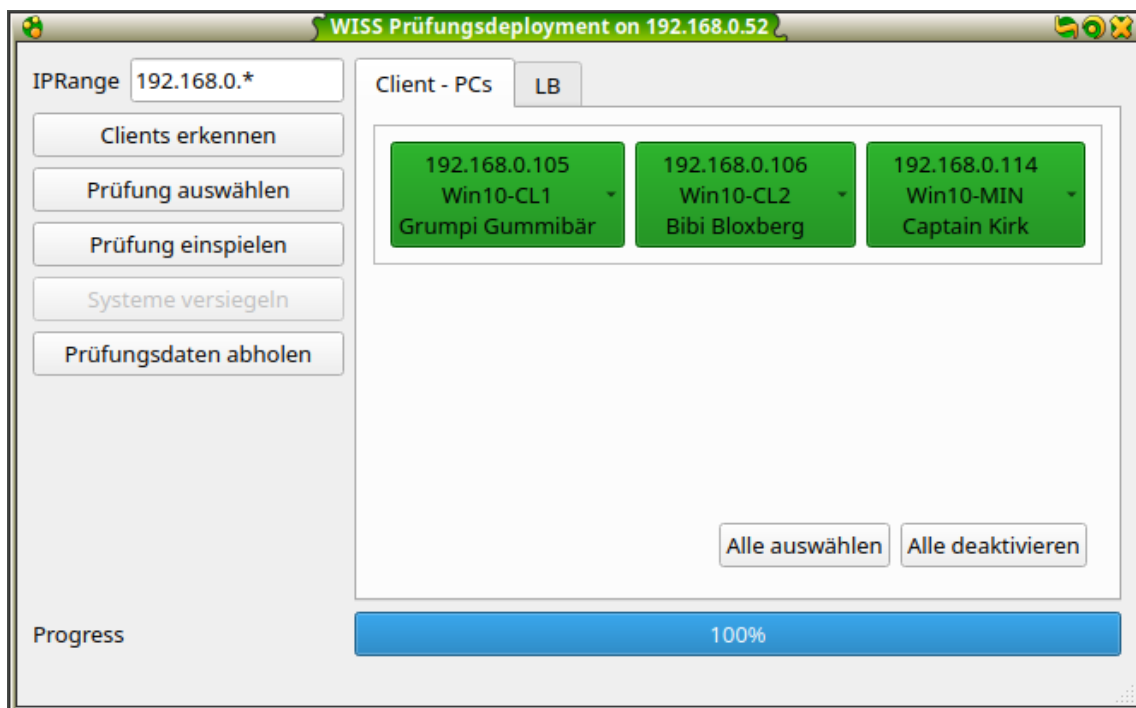 WISS Prüfungsdeployment on 192.168.0.52
IPRange 192.168.0.*
Clients erkennen
Prüfung auswählen
Prüfung einspielen
Systeme versiegeln
Prüfungsdaten abholen
Client - PCs LB
192.168.0.105
Win10-CL1
Grumpi Gummibär
192.168.0.106
Win10-CL2
Bibi Bloxberg
192.168.0.114
Win10-MIN
Captain Kirk
Alle auswählen Alle deaktivieren
Progress 100%